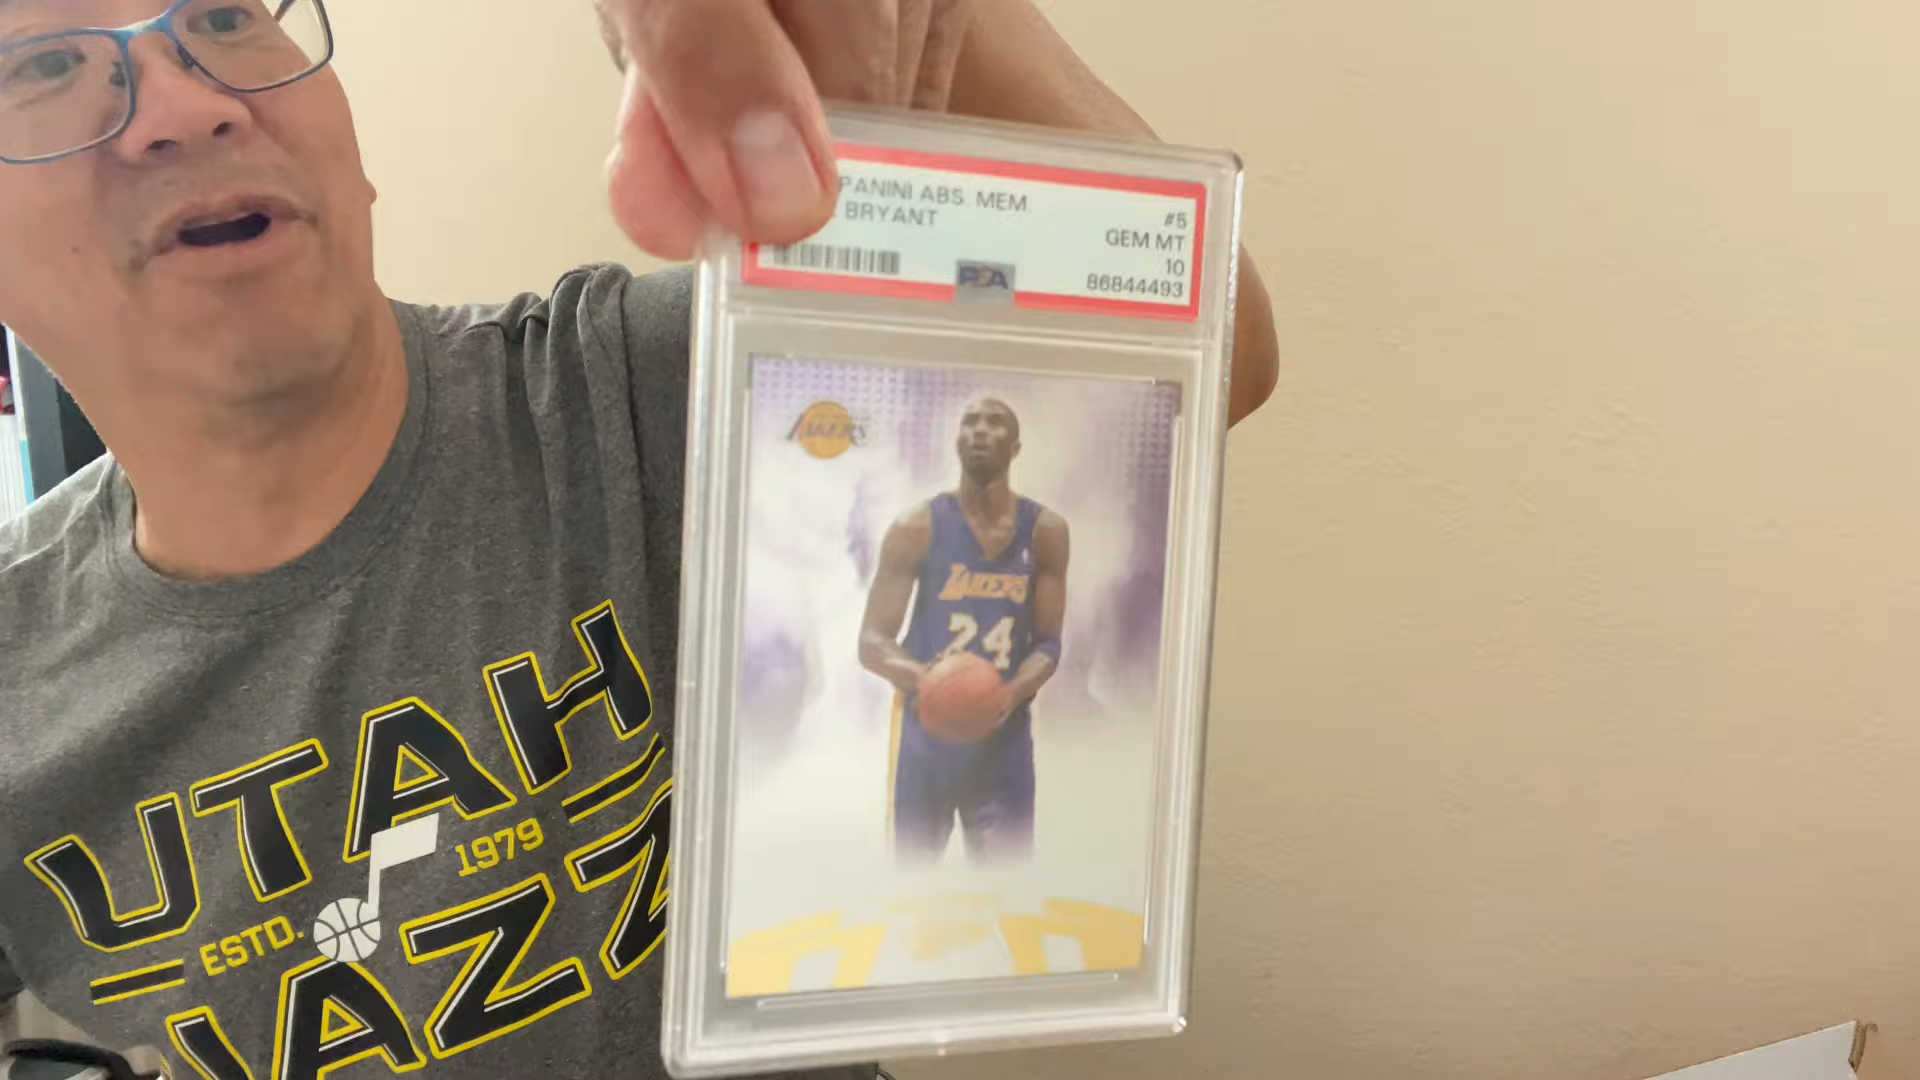 PANINI ABS. MEM.
BRYANT
#5
GEM MT
10
86844493
PSA
LAKERS
LAKERS
24
UTAH
1979
ESTD.
JAZZ